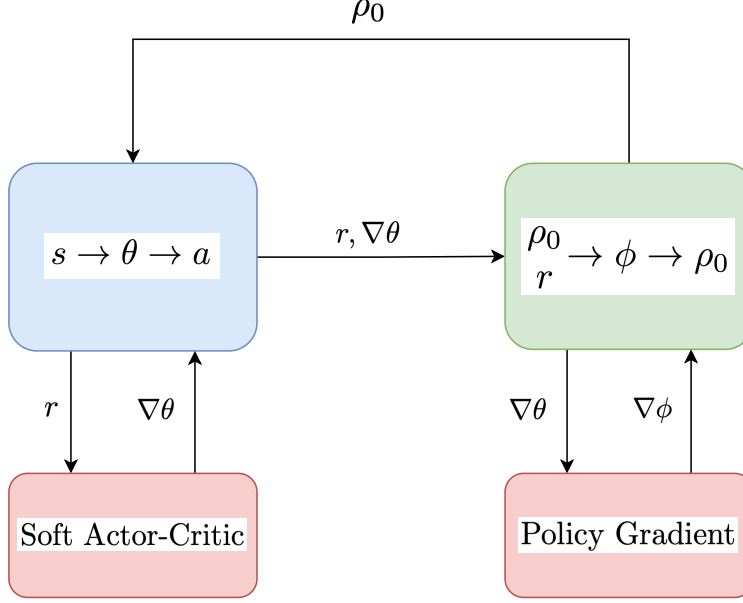 ρ₀
s → θ → a
r, ∇θ
ρ₀
r → ϕ → ρ₀
r
∇θ
∇θ
∇ϕ
Soft Actor-Critic
Policy Gradient